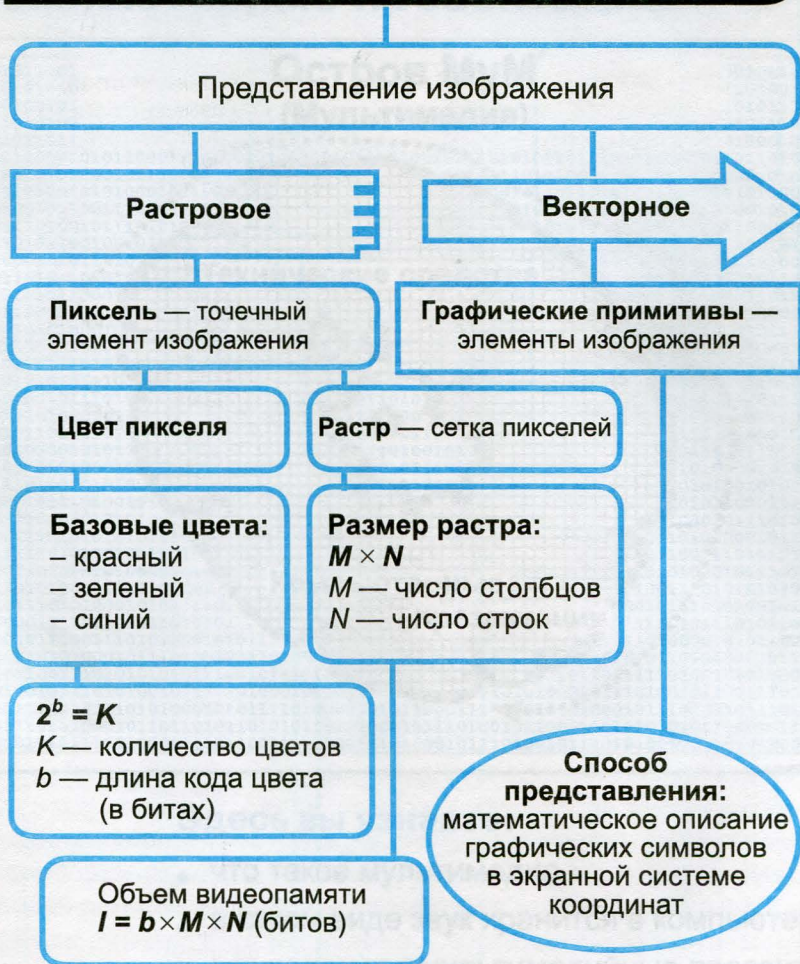 Представление изображения
Растровое
Векторное
Пиксель — точечный
элемент изображения
Графические примитивы —
элементы изображения
Цвет пикселя
Растр — сетка пикселей
Базовые цвета:
– красный
– зеленый
– синий
Размер растра:
M × N
M — число столбцов
N — число строк
2^b = K
K — количество цветов
b — длина кода цвета
(в битах)
Способ
представления:
математическое описание
графических символов
в экранной системе
координат
Объем видеопамяти
I = b × M × N (битов)